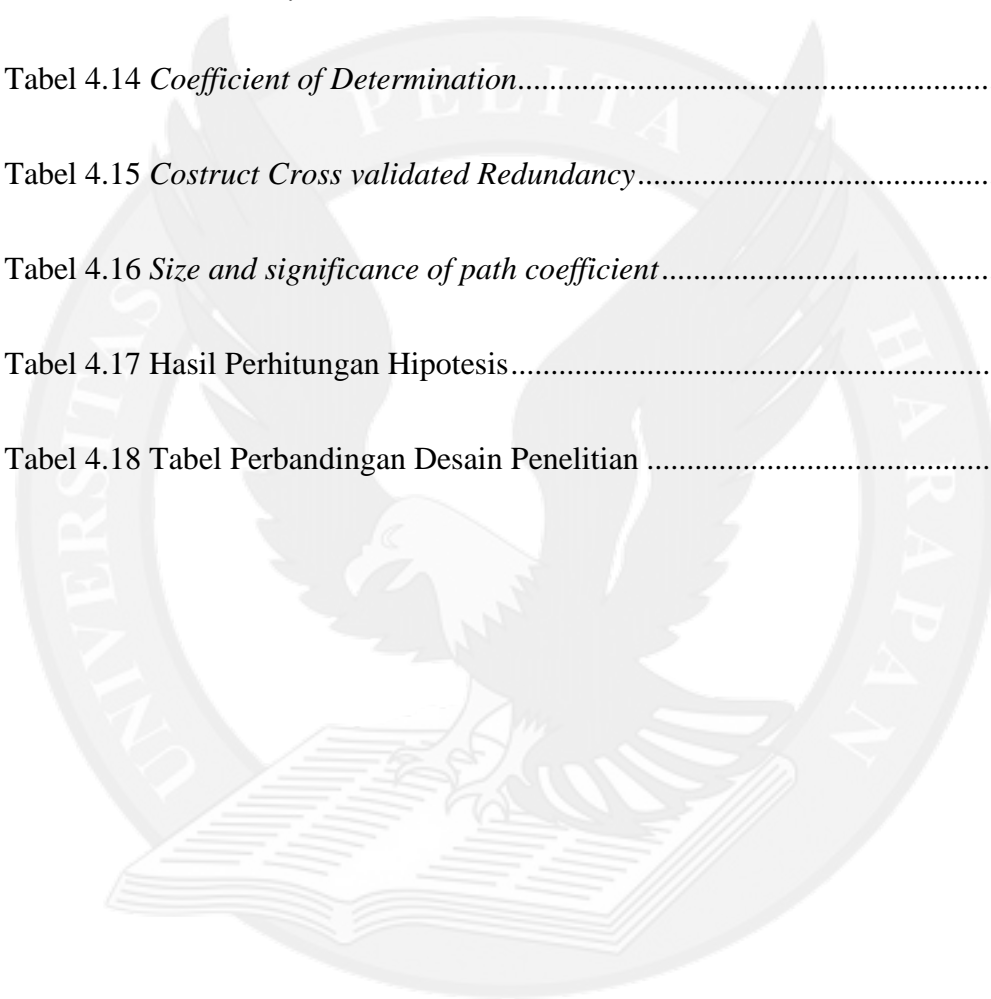 Tabel 4.14 Coefficient of Determination..........................................................
Tabel 4.15 Costruct Cross validated Redundancy........................................
Tabel 4.16 Size and significance of path coefficient.........................................
Tabel 4.17 Hasil Perhitungan Hipotesis...........................................................
Tabel 4.18 Tabel Perbandingan Desain Penelitian ..........................................
UNIVERSITAS PELITA HARAPAN